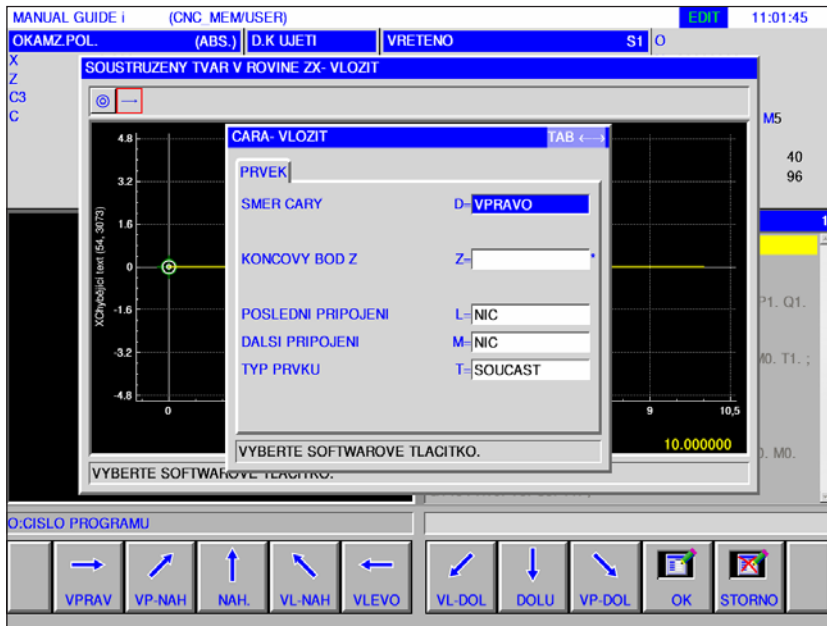 MANUAL GUIDE i (CNC_MEM/USER) EDIT 11:01:45
OKAMZ.POL. (ABS.) D.K UJETI VRETENO S1 O
X
Z
C3
C
M5
40
96
SOUSTRUZENY TVAR V ROVINE ZX- VLOZIT
CARA- VLOZIT TAB
PRVEK
SMER CARY D= VPRAVO
KONCOVY BOD Z Z= *
POSLEDNI PRIPOJENI L= NIC
DALSI PRIPOJENI M= NIC
TYP PRVKU T= SOUCAST
VYBERTE SOFTWAROVE TLACITKO.
XChybějící text (54, 3073)
4.8
3.2
1.6
0
-1.6
-3.2
-4.8
0 9 10,5
10.000000
VYBERTE SOFTWAROVE TLACITKO.
1
P1. Q1.
M0. T1. ;
M0.
O:CISLO PROGRAMU
VPRAV VP-NAH NAH. VL-NAH VLEVO VL-DOL DOLU VP-DOL OK STORNO